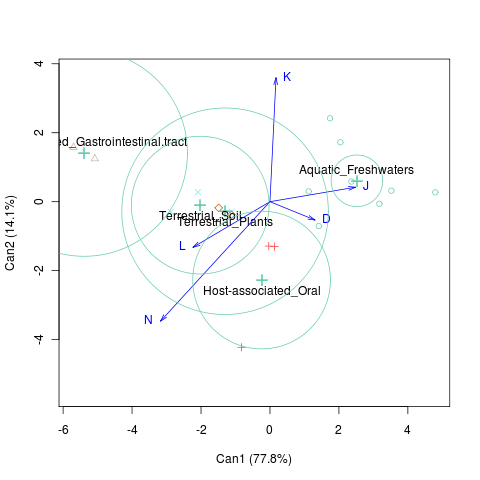 4
2
0
-2
-4
Can2 (14.1%)
K
ed_Gastrointestinal.tract
Aquatic_Freshwaters
J
Terrestrial_Soil
Terrestrial_Plants
D
L
Host-associated_Oral
N
-6
-4
-2
0
2
4
Can1 (77.8%)